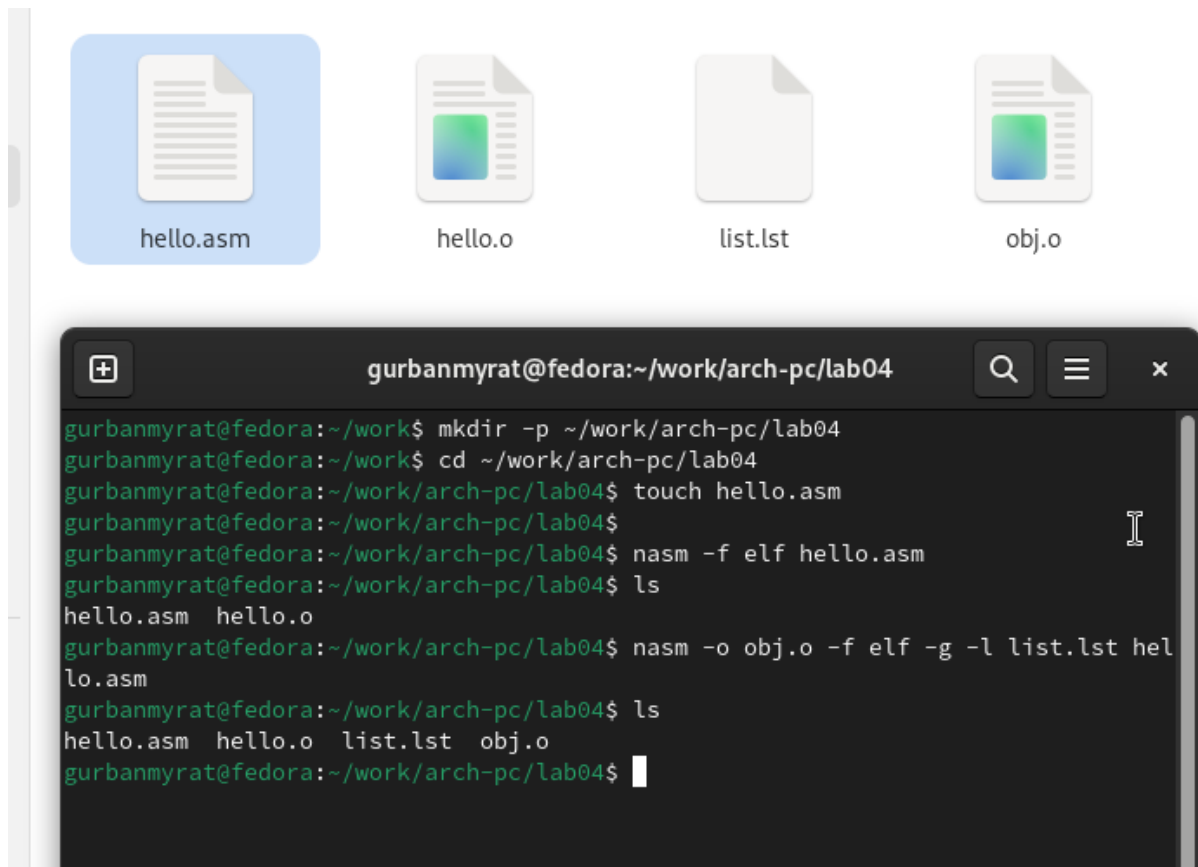 hello.asm hello.o list.lst obj.o
gurbanmyrat@fedora:~/work/arch-pc/lab04
gurbanmyrat@fedora:~/work$ mkdir -p ~/work/arch-pc/lab04
gurbanmyrat@fedora:~/work$ cd ~/work/arch-pc/lab04
gurbanmyrat@fedora:~/work/arch-pc/lab04$ touch hello.asm
gurbanmyrat@fedora:~/work/arch-pc/lab04$
gurbanmyrat@fedora:~/work/arch-pc/lab04$ nasm -f elf hello.asm
gurbanmyrat@fedora:~/work/arch-pc/lab04$ ls
hello.asm  hello.o
gurbanmyrat@fedora:~/work/arch-pc/lab04$ nasm -o obj.o -f elf -g -l list.lst hel
lo.asm
gurbanmyrat@fedora:~/work/arch-pc/lab04$ ls
hello.asm  hello.o  list.lst  obj.o
gurbanmyrat@fedora:~/work/arch-pc/lab04$